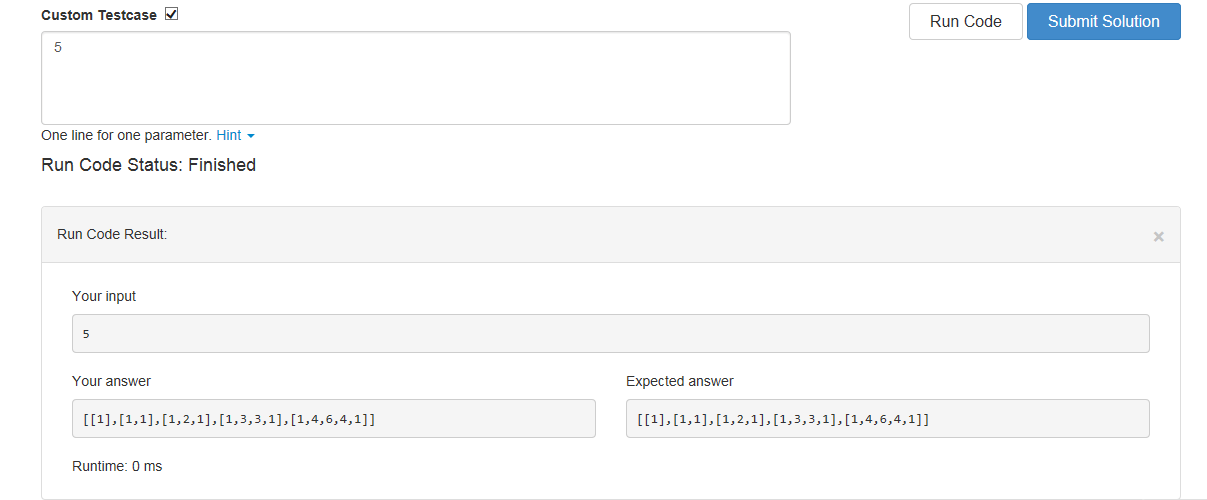 Custom Testcase
Run Code
Submit Solution
5
One line for one parameter. Hint
Run Code Status: Finished
Run Code Result:
×
Your input
5
Your answer
Expected answer
[[1],[1,1],[1,2,1],[1,3,3,1],[1,4,6,4,1]]
[[1],[1,1],[1,2,1],[1,3,3,1],[1,4,6,4,1]]
Runtime: 0 ms